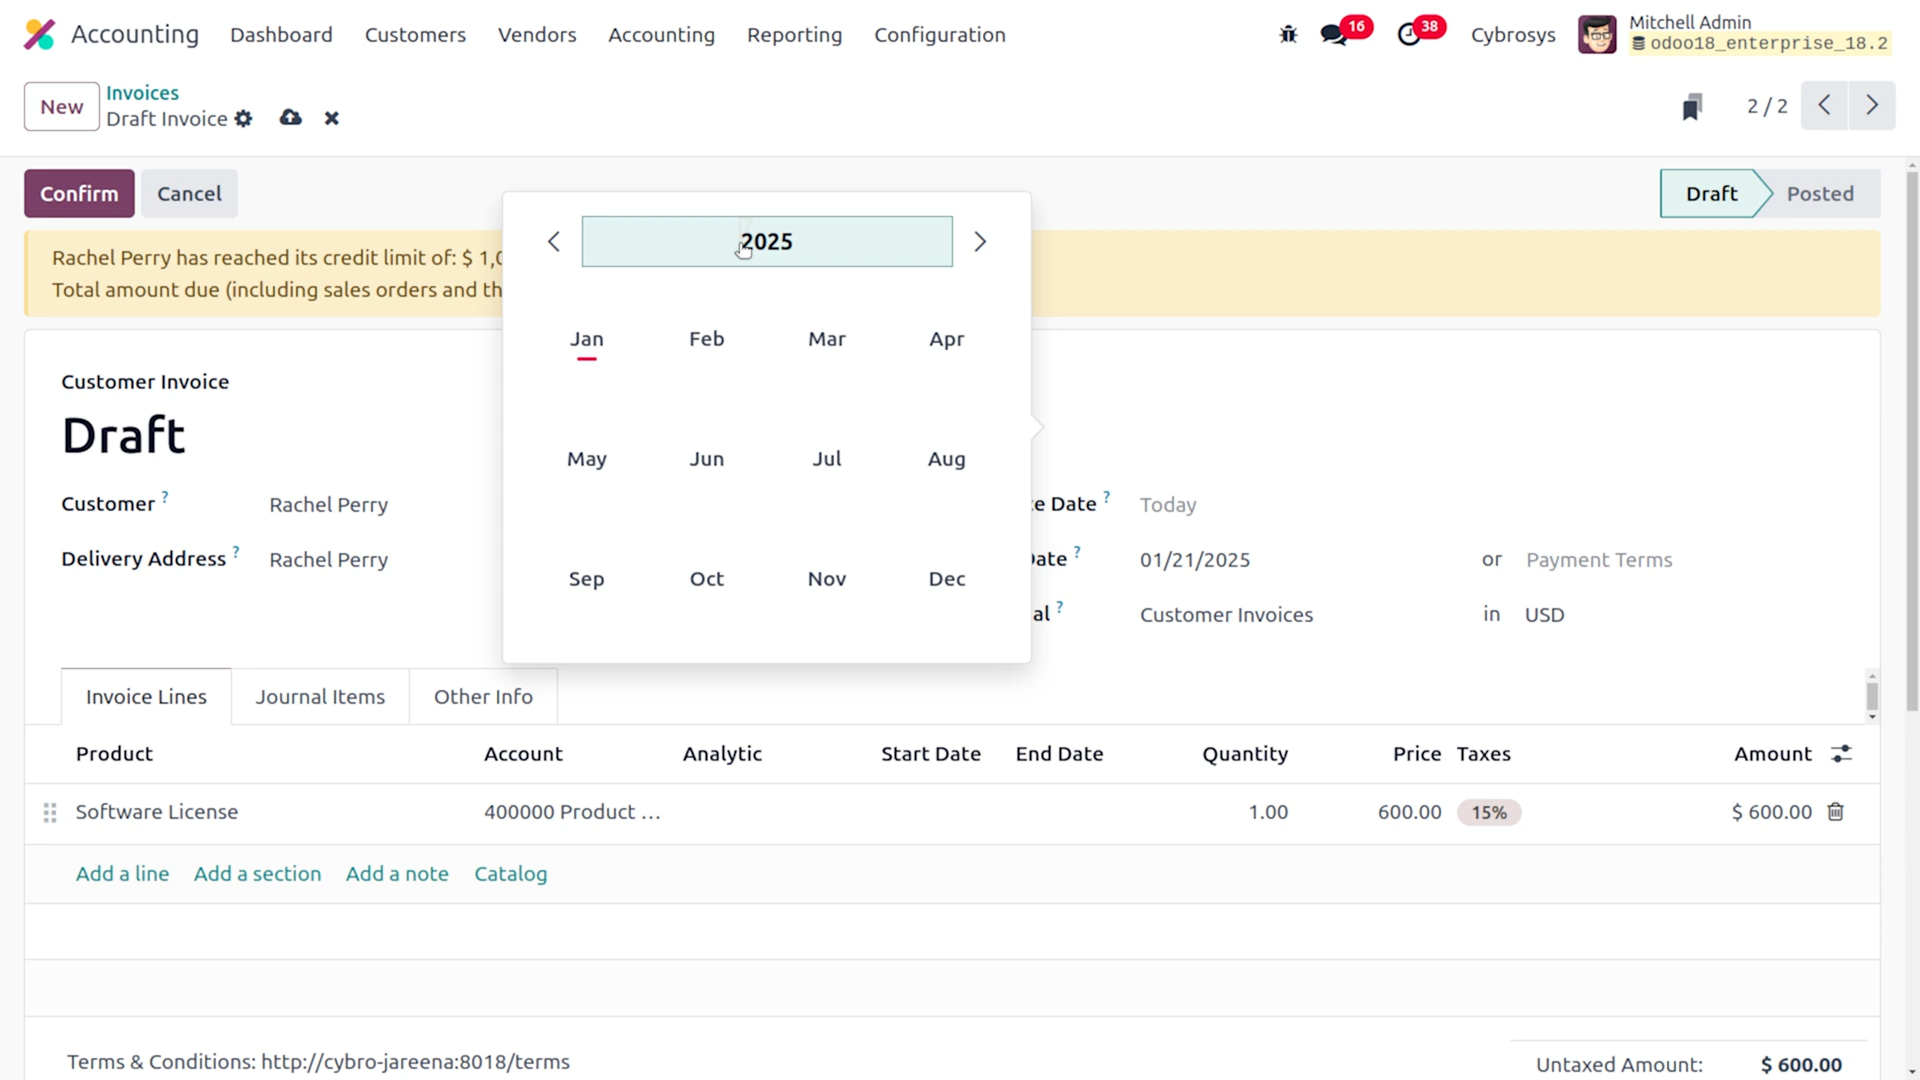 Accounting Dashboard Customers Vendors Accounting Reporting Configuration 16 38 Cybrosys Mitchell Admin
odoo18_enterprise_18.2
New Invoices
Draft Invoice 2 / 2
Confirm Cancel Draft Posted
Rachel Perry has reached its credit limit of: $ 1,0
Total amount due (including sales orders and th
2025
Jan Feb Mar Apr
May Jun Jul Aug
Sep Oct Nov Dec
Customer Invoice
Draft
Customer ? Rachel Perry e Date ? Today
Delivery Address ? Rachel Perry Date ? 01/21/2025 or Payment Terms
al ? Customer Invoices in USD
Invoice Lines Journal Items Other Info
Product Account Analytic Start Date End Date Quantity Price Taxes Amount
Software License 400000 Product ... 1.00 600.00 15% $ 600.00
Add a line Add a section Add a note Catalog
Terms & Conditions: http://cybro-jareena:8018/terms
Untaxed Amount: $ 600.00